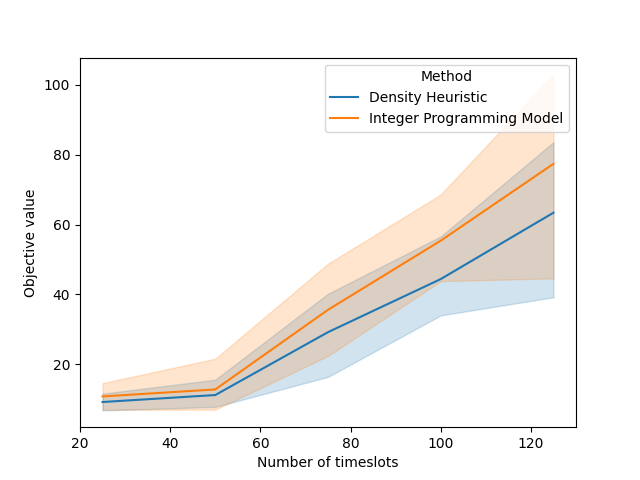 Method
Density Heuristic
Integer Programming Model
100
80
60
40
20
Objective value
20 40 60 80 100 120
Number of timeslots